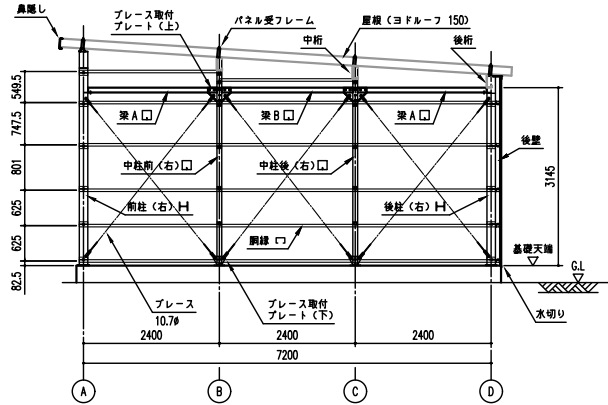 鼻隠し
ブレース取付
プレート(上)
パネル受フレーム
中桁
屋根(ヨドルーフ 150)
後桁
549.5
747.5
801
625
625
82.5
梁A
梁B
梁A
中柱前(右)
中柱後(右)
後壁
3145
前柱(右)
後柱(右)
胴縁
基礎天端
G.L
ブレース
10.7φ
ブレース取付
プレート(下)
水切り
2400
2400
2400
7200
A
B
C
D